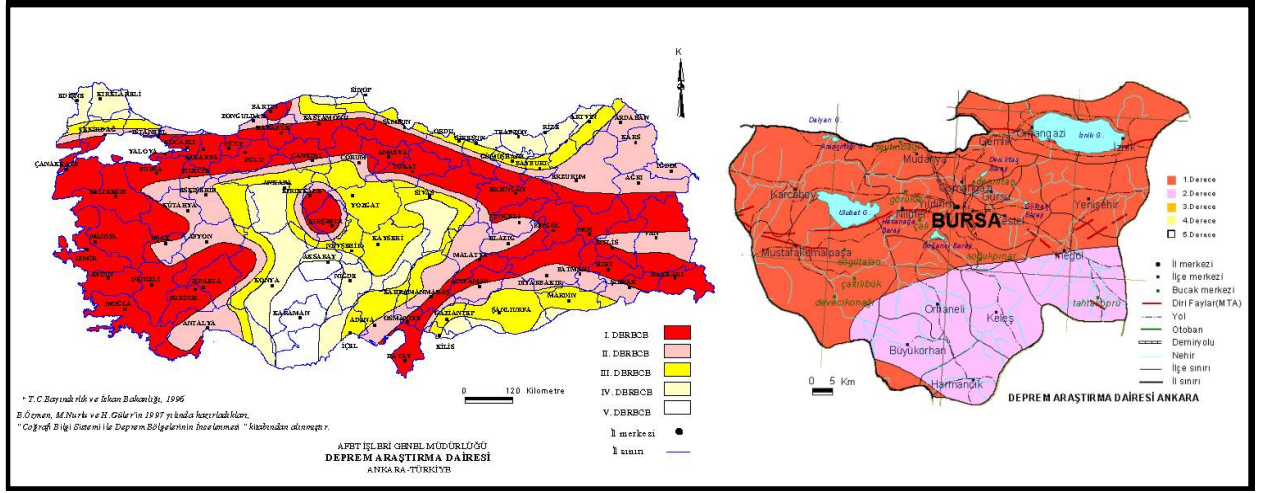 K
SİNOP
EDİRNE
KIRKLARELİ
BARTIN
ZONGULDAK
KASTAMONU
ARTVİN
ARDAHAN
TEKİRDAĞ
İSTANBUL
SAMSUN
ORDU
TRABZON
RİZE
KARS
ÇANAKKALE
YALOVA
SAKARYA
BOLU
ÇANKIRI
ÇORUM
AMASYA
TOKAT
GÜMÜŞHANE
BAYBURT
ERZURUM
AĞRI
IĞDIR
BURSA
BİLECİK
BALIKESİR
ESKİŞEHİR
ANKARA
KIRIKKALE
YOZGAT
SİVAS
ERZİNCAN
KÜTAHYA
KIRŞEHİR
TUNCELİ
BİNGÖL
MUŞ
VAN
MANİSA
UŞAK
AFYON
NEVŞEHİR
KAYSERİ
ELAZIĞ
BİTLİS
İZMİR
AKSARAY
MALATYA
SİİRT
AYDIN
DENİZLİ
ISPARTA
KONYA
NİĞDE
ADIYAMAN
DİYARBAKIR
BATMAN
ŞIRNAK
HAKKARİ
BURDUR
KAHRAMANMARAŞ
MARDİN
MUĞLA
ANTALYA
KARAMAN
ADANA
OSMANİYE
GAZİANTEP
ŞANLIURFA
İÇEL
KİLİS
HATAY
I. DERECE
II. DERECE
III. DERECE
IV. DERECE
V. DERECE
İl merkezi
İl sınırı
0 120 Kilometre
* T.C Bayındırlık ve İskan Bakanlığı, 1996
B.Özmen, M.Nurlu ve H.Güler'in 1997 yılında hazırladıkları,
"Coğrafi Bilgi Sistemi ile Deprem Bölgelerinin İncelenmesi" kitabından alınmıştır.
AFET İŞLERİ GENEL MÜDÜRLÜĞÜ
DEPREM ARAŞTIRMA DAİRESİ
ANKARA-TÜRKİYE
Dalyan G.
Orhangazi
İznik G.
Gemlik
İznik
Mudanya
Karacabey
Osmangazi
Gürsu
Uluabat G.
Yıldırım
Nilüfer
BURSA
Kestel
Yenişehir
Mustafakemalpaşa
İnegöl
soğukpınar
söğütalan
çaltılıbük
devecikonağı
tahtaköprü
Orhaneli
Keleş
Büyükorhan
Harmancık
0 5 Km
1.Derece
2.Derece
3.Derece
4.Derece
5.Derece
İl merkezi
İlçe merkezi
Bucak merkezi
Diri Faylar(MTA)
Yol
Otoban
Demiryolu
Nehir
İlçe sınırı
İl sınırı
DEPREM ARAŞTIRMA DAİRESİ ANKARA